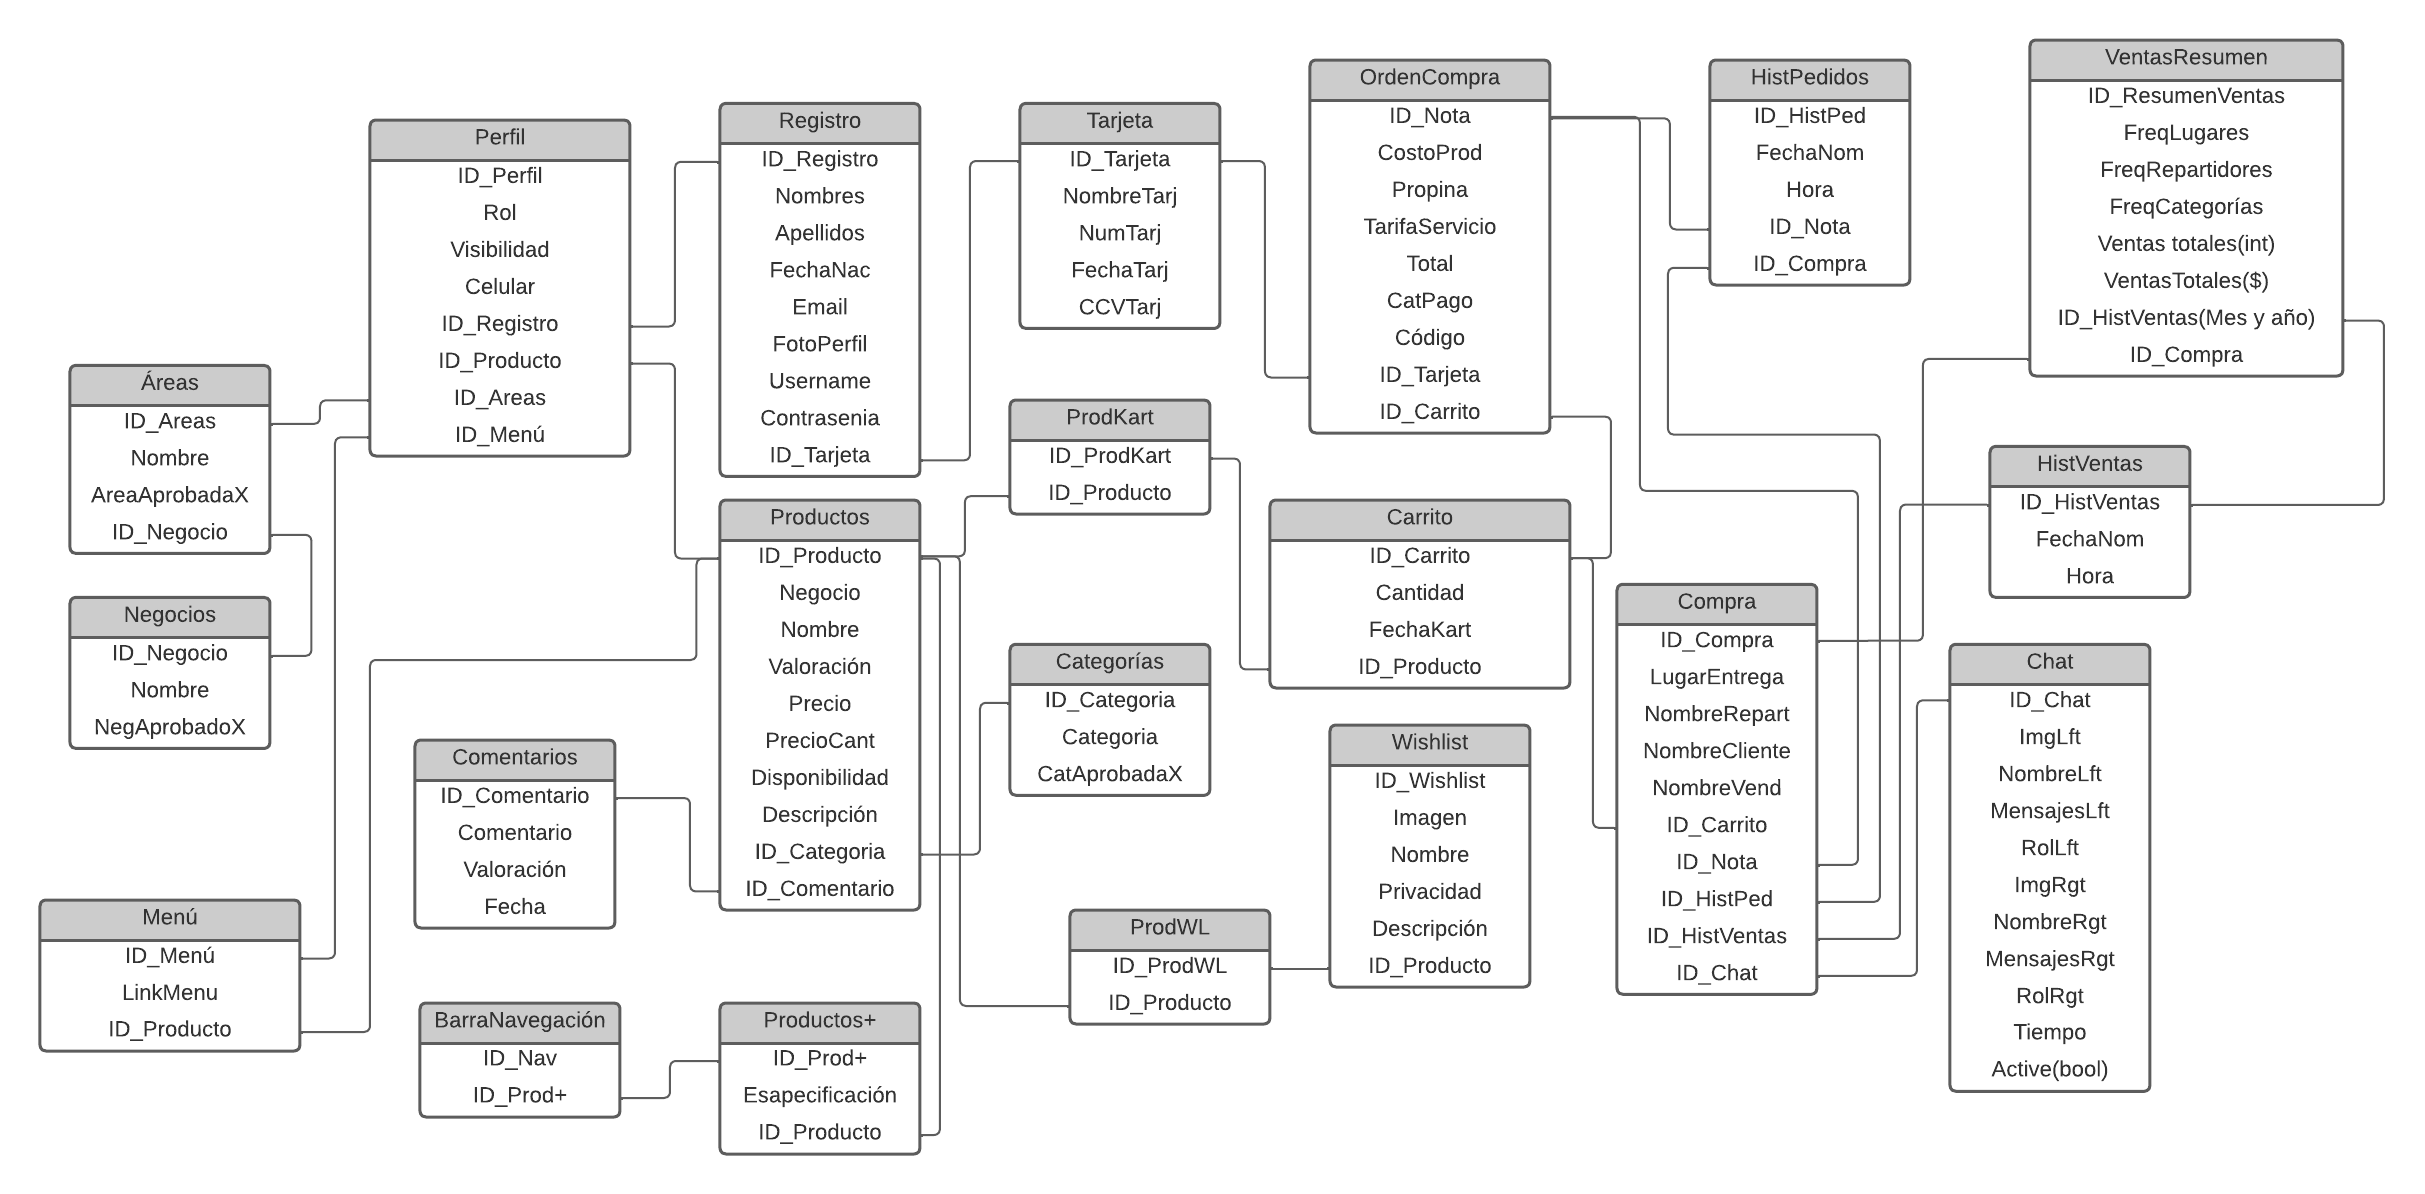 Perfil
ID_Perfil
Rol
Visibilidad
Celular
ID_Registro
ID_Producto
ID_Areas
ID_Menú
Áreas
ID_Areas
Nombre
AreaAprobadaX
ID_Negocio
Negocios
ID_Negocio
Nombre
NegAprobadoX
Menú
ID_Menú
LinkMenu
ID_Producto
Registro
ID_Registro
Nombres
Apellidos
FechaNac
Email
FotoPerfil
Username
Contrasenia
ID_Tarjeta
Productos
ID_Producto
Negocio
Nombre
Valoración
Precio
PrecioCant
Disponibilidad
Descripción
ID_Categoria
ID_Comentario
Comentarios
ID_Comentario
Comentario
Valoración
Fecha
BarraNavegación
ID_Nav
ID_Prod+
Productos+
ID_Prod+
Esapecificación
ID_Producto
Tarjeta
ID_Tarjeta
NombreTarj
NumTarj
FechaTarj
CCVTarj
ProdKart
ID_ProdKart
ID_Producto
Categorías
ID_Categoria
Categoria
CatAprobadaX
ProdWL
ID_ProdWL
ID_Producto
OrdenCompra
ID_Nota
CostoProd
Propina
TarifaServicio
Total
CatPago
Código
ID_Tarjeta
ID_Carrito
Carrito
ID_Carrito
Cantidad
FechaKart
ID_Producto
Wishlist
ID_Wishlist
Imagen
Nombre
Privacidad
Descripción
ID_Producto
HistPedidos
ID_HistPed
FechaNom
Hora
ID_Nota
ID_Compra
Compra
ID_Compra
LugarEntrega
NombreRepart
NombreCliente
NombreVend
ID_Carrito
ID_Nota
ID_HistPed
ID_HistVentas
ID_Chat
VentasResumen
ID_ResumenVentas
FreqLugares
FreqRepartidores
FreqCategorías
Ventas totales(int)
VentasTotales($)
ID_HistVentas(Mes y año)
ID_Compra
HistVentas
ID_HistVentas
FechaNom
Hora
Chat
ID_Chat
ImgLft
NombreLft
MensajesLft
RolLft
ImgRgt
NombreRgt
MensajesRgt
RolRgt
Tiempo
Active(bool)